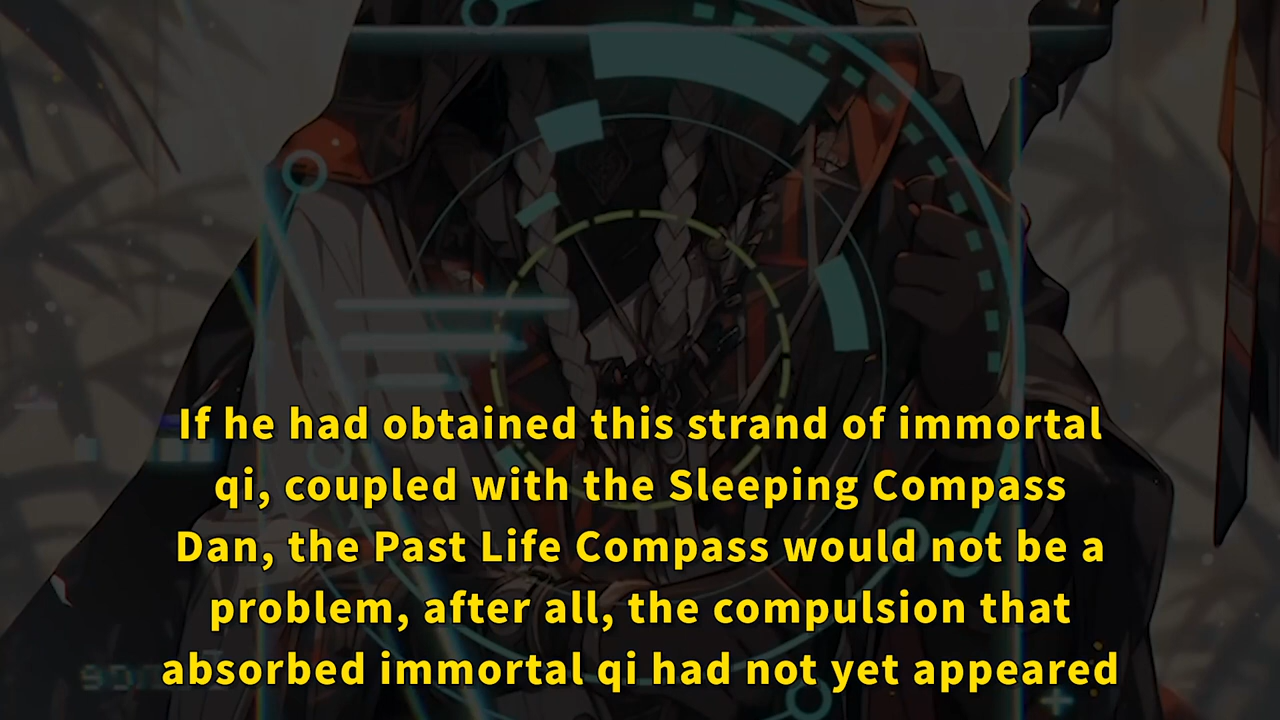 If he had obtained this strand of immortal
qi, coupled with the Sleeping Compass
Dan, the Past Life Compass would not be a
problem, after all, the compulsion that
absorbed immortal qi had not yet appeared